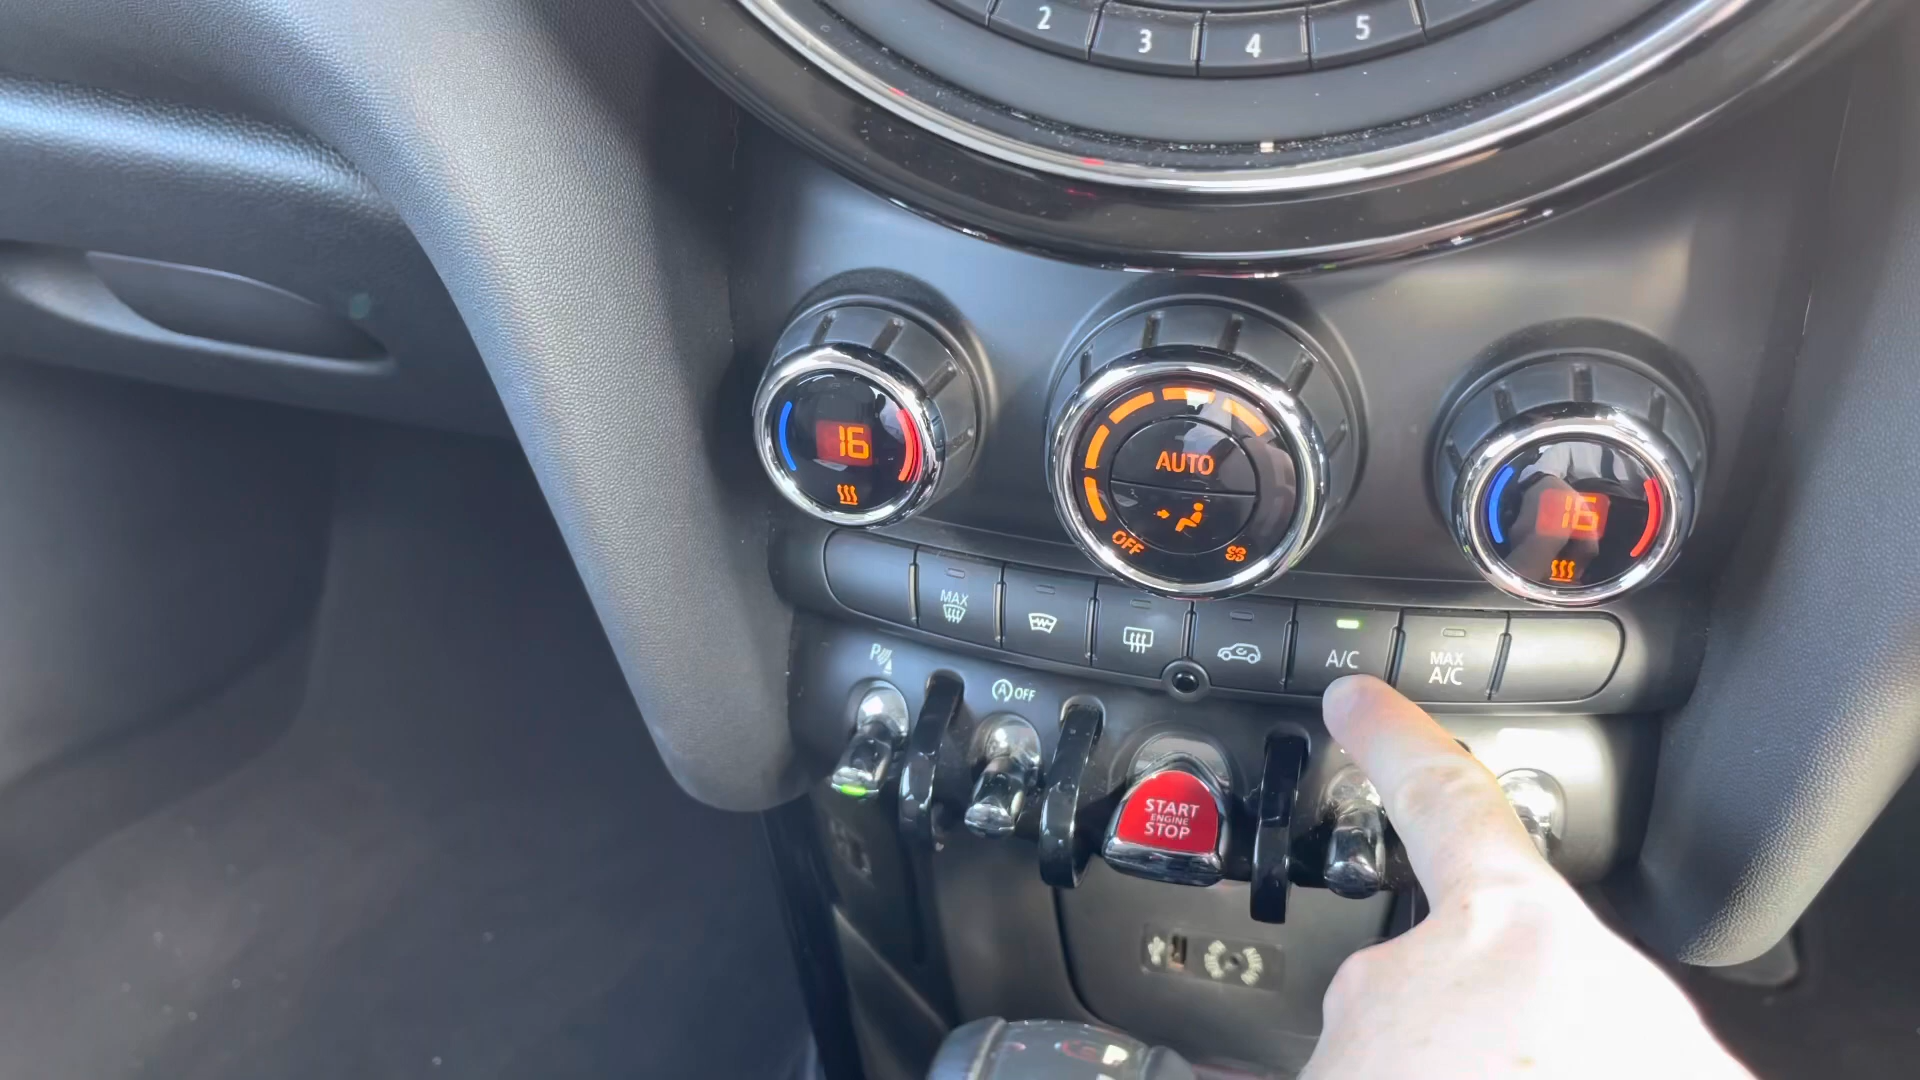 2
3
4
5
16
AUTO
OFF
16
MAX
A/C
MAX
A/C
P
A OFF
START
ENGINE
STOP
P